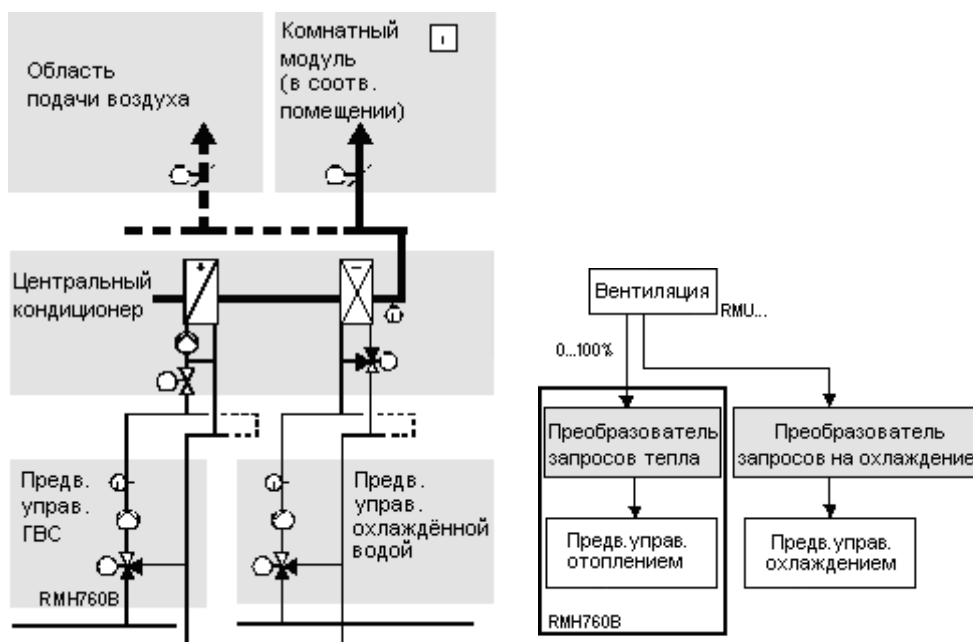 Область
подачи воздуха
Комнатный
модуль
(в соотв.
помещении)
Центральный
кондиционер
Предв.
управ.
ГВС
RMH760B
Предв.
управ.
охлаждённой
водой
Вентиляция
RMU...
0...100%
Преобразователь
запросов тепла
Преобразователь
запросов на охлаждение
Предв.управ.
отоплением
Предв.управ.
охлаждением
RMH760B